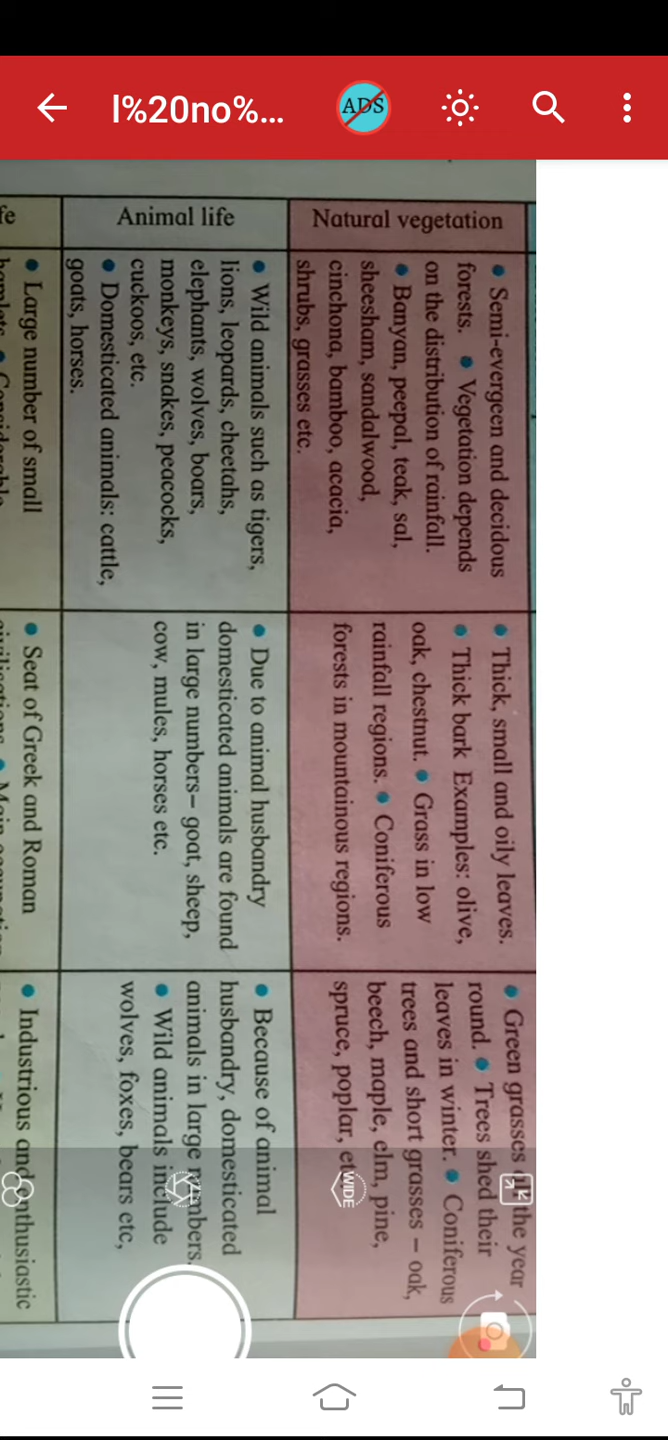 I%20no%...
ADS
Natural vegetation
• Semi-evergeen and decidous
forests. • Vegetation depends
on the distribution of rainfall.
• Banyan, peepal, teak, sal,
sheesham, sandalwood,
cinchona, bamboo, acacia,
shrubs, grasses etc.
• Thick, small and oily leaves.
• Thick bark Examples: olive,
oak, chestnut. • Grass in low
rainfall regions. • Coniferous
forests in mountainous regions.
• Green grasses the year
round. • Trees shed their
leaves in winter. • Coniferous
trees and short grasses – oak,
beech, maple, elm, pine,
spruce, poplar,
Animal life
• Wild animals such as tigers,
lions, leopards, cheetahs,
elephants, wolves, boars,
monkeys, snakes, peacocks,
cuckoos, etc.
• Domesticated animals: cattle,
goats, horses.
• Due to animal husbandry
domesticated animals are found
in large numbers– goat, sheep,
cow, mules, horses etc.
• Because of animal
husbandry, domesticated
animals in large numbers.
• Wild animals include
wolves, foxes, bears etc,
fe
• Large number of small
• Seat of Greek and Roman
• Industrious and enthusiastic
WIDE